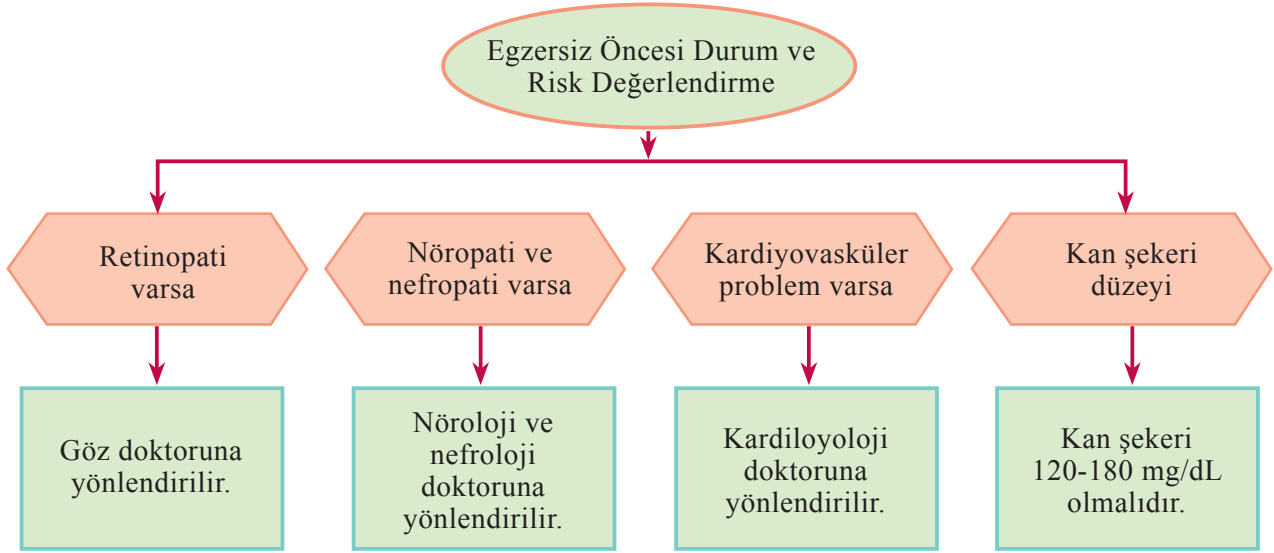 Egzersiz Öncesi Durum ve
Risk Değerlendirme
Retinopati
varsa
Nöropati ve
nefropati varsa
Kardiyovasküler
problem varsa
Kan şekeri
düzeyi
Göz doktoruna
yönlendirilir.
Nöroloji ve
nefroloji
doktoruna
yönlendirilir.
Kardiloyoloji
doktoruna
yönlendirilir.
Kan şekeri
120-180 mg/dL
olmalıdır.